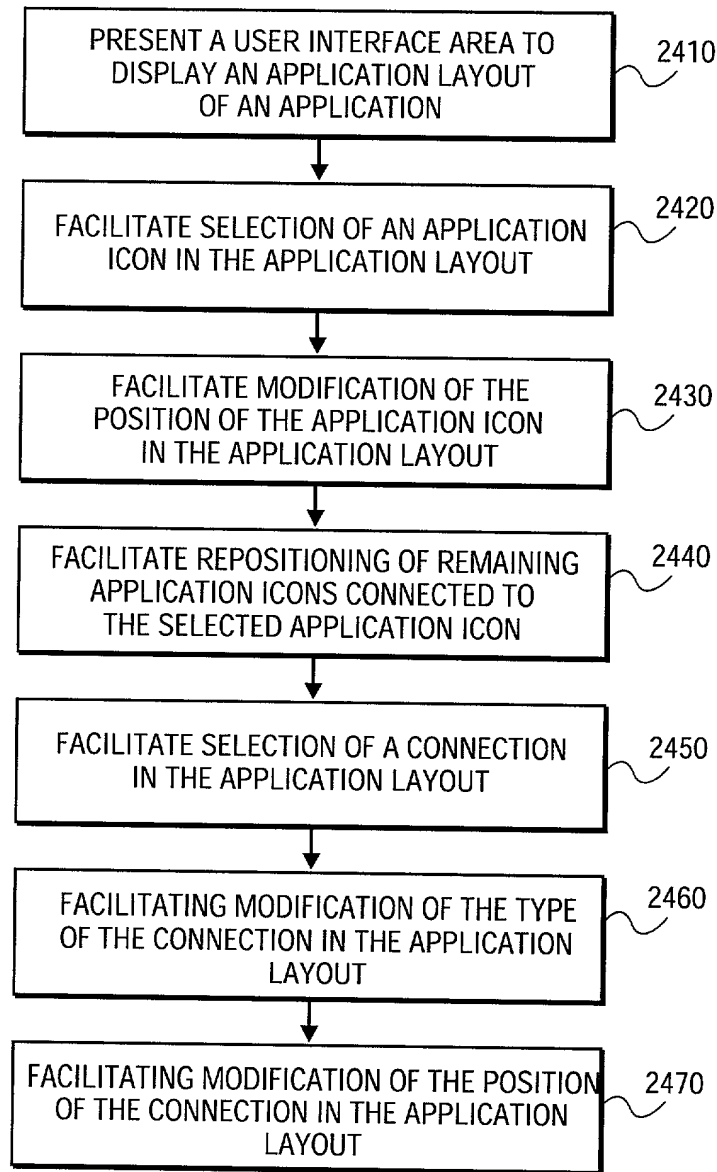 PRESENT A USER INTERFACE AREA TO
DISPLAY AN APPLICATION LAYOUT
OF AN APPLICATION
2410
FACILITATE SELECTION OF AN APPLICATION
ICON IN THE APPLICATION LAYOUT
2420
FACILITATE MODIFICATION OF THE
POSITION OF THE APPLICATION ICON
IN THE APPLICATION LAYOUT
2430
FACILITATE REPOSITIONING OF REMAINING
APPLICATION ICONS CONNECTED TO
THE SELECTED APPLICATION ICON
2440
FACILITATE SELECTION OF A CONNECTION
IN THE APPLICATION LAYOUT
2450
FACILITATING MODIFICATION OF THE TYPE
OF THE CONNECTION IN THE APPLICATION
LAYOUT
2460
FACILITATING MODIFICATION OF THE POSITION
OF THE CONNECTION IN THE APPLICATION
LAYOUT
2470